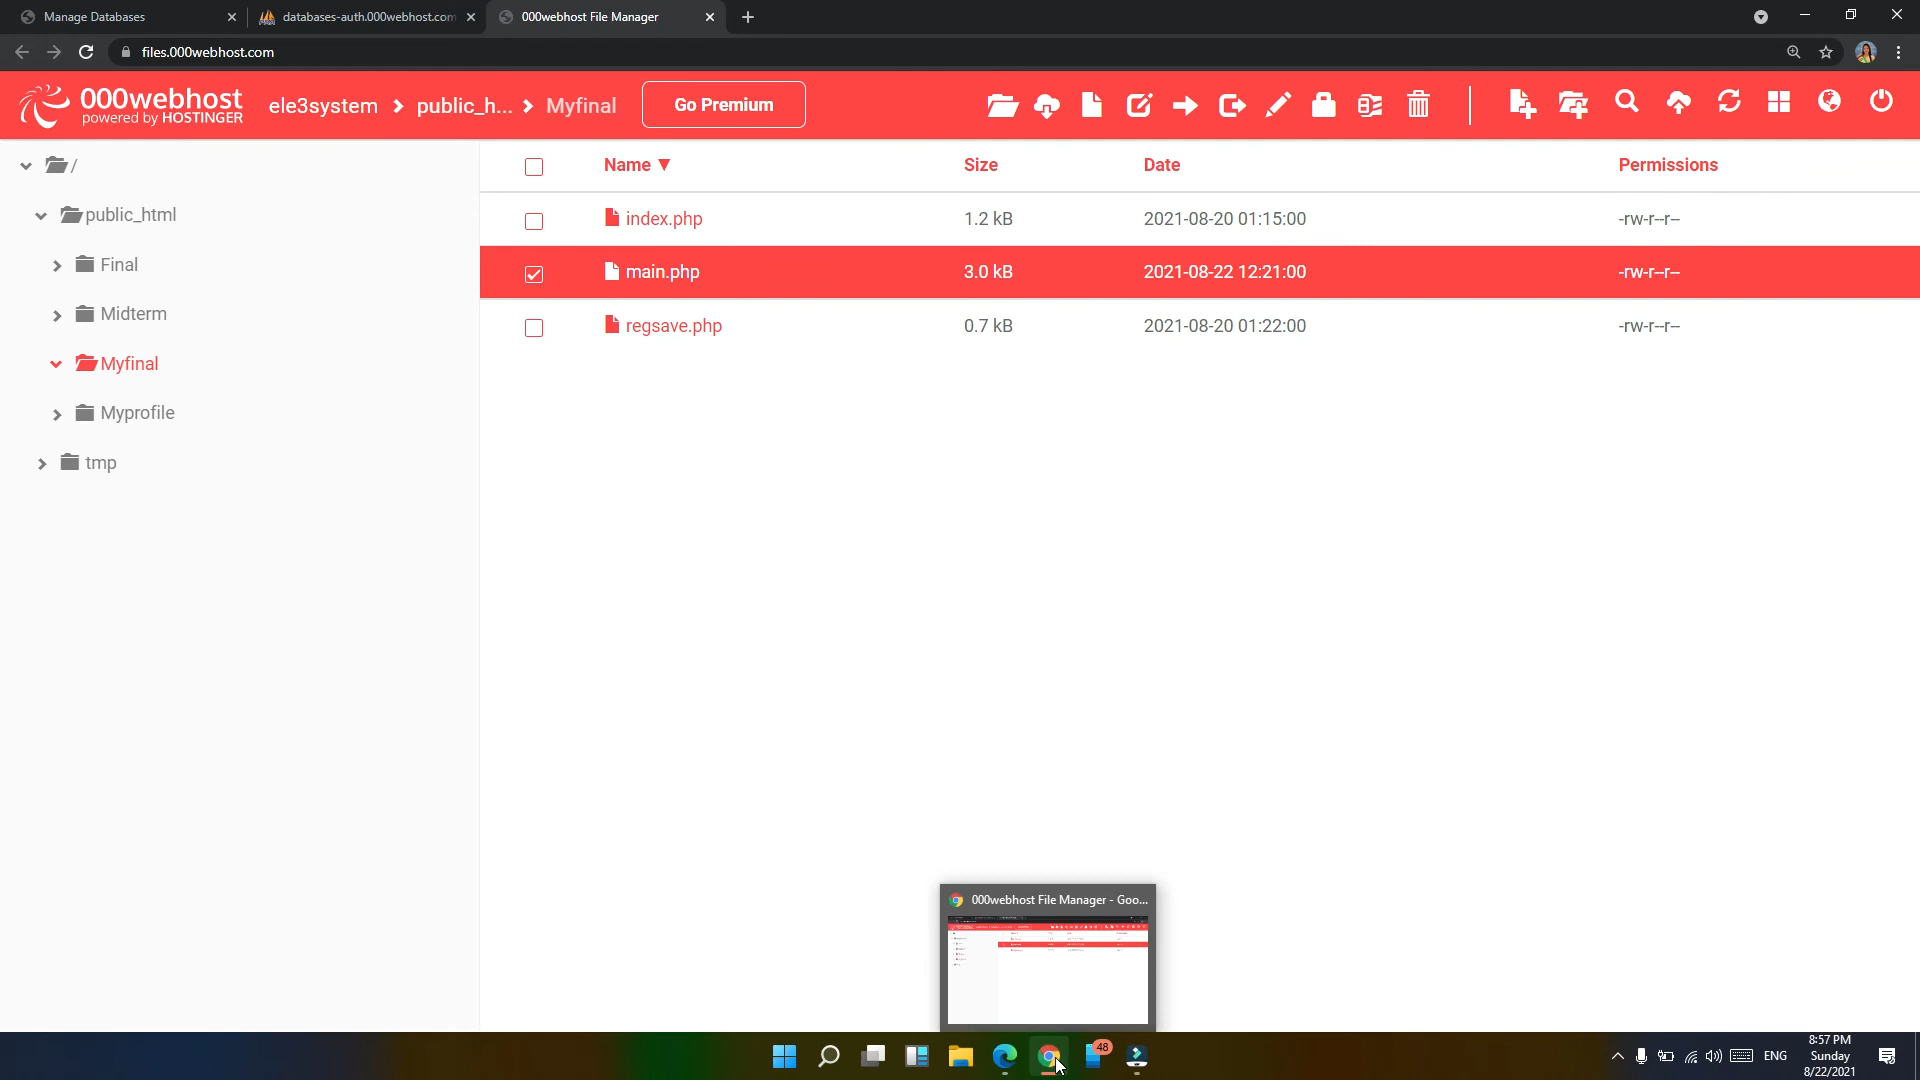 Manage Databases
databases-auth.000webhost.com
000webhost File Manager
files.000webhost.com
000webhost
powered by HOSTINGER
ele3system > public_h... > Myfinal
Go Premium
/
public_html
Final
Midterm
Myfinal
Myprofile
tmp
Name ▼ Size Date Permissions
index.php 1.2 kB 2021-08-20 01:15:00 -rw-r--r--
main.php 3.0 kB 2021-08-22 12:21:00 -rw-r--r--
regsave.php 0.7 kB 2021-08-20 01:22:00 -rw-r--r--
000webhost File Manager - Goo...
48
ENG
8:57 PM
Sunday
8/22/2021